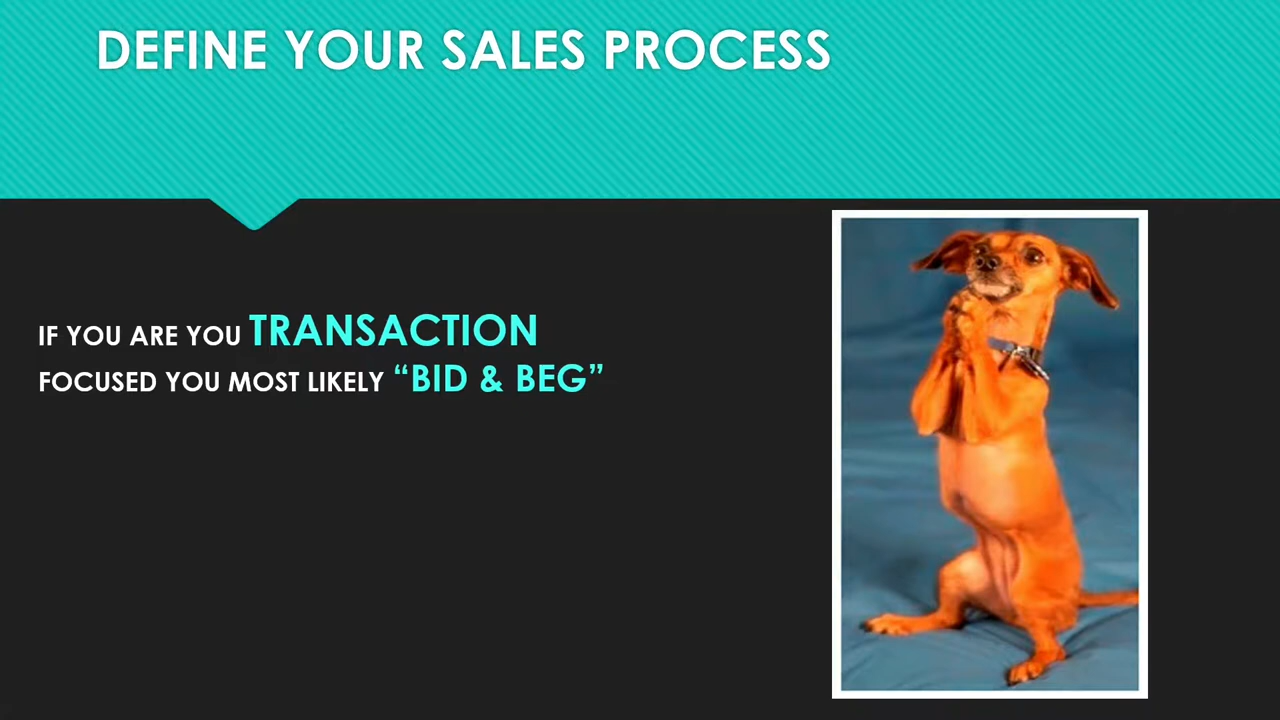 DEFINE YOUR SALES PROCESS
IF YOU ARE YOU TRANSACTION
FOCUSED YOU MOST LIKELY “BID & BEG”